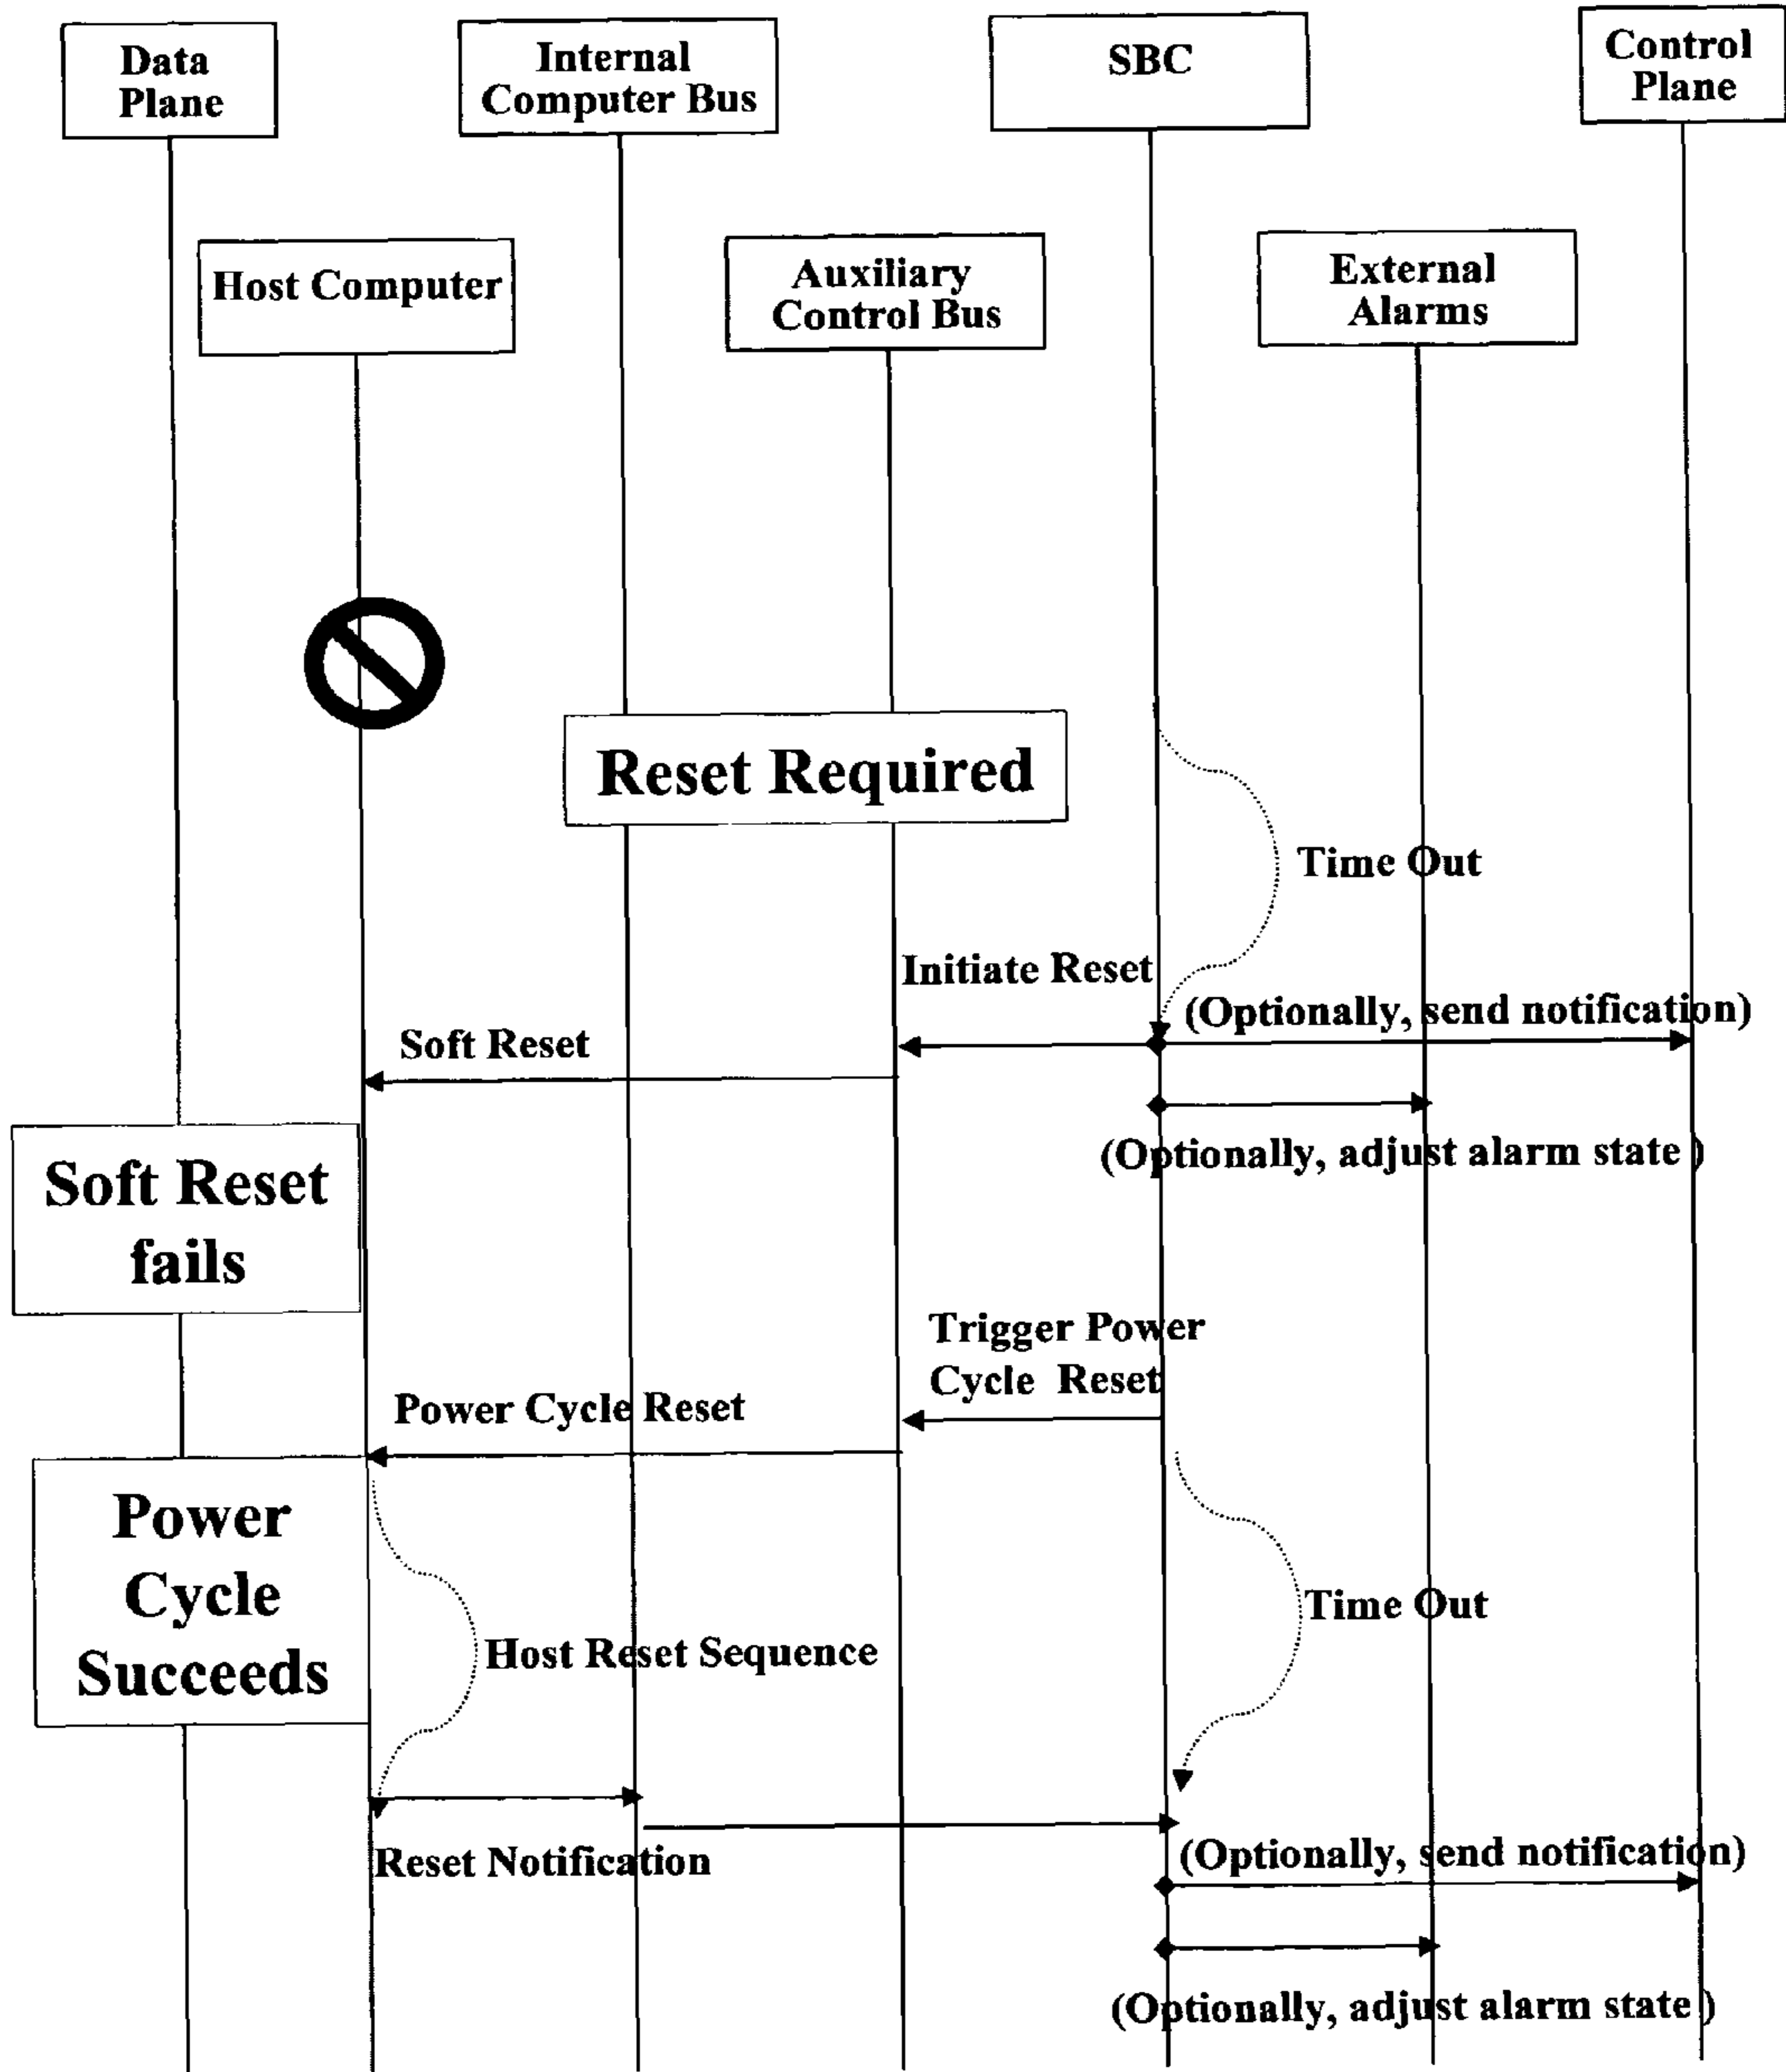 Data
Plane
Internal
Computer Bus
SBC
Control
Plane
Host Computer
Auxiliary
Control Bus
External
Alarms
Reset Required
Time Out
Initiate Reset
(Optionally, send notification)
Soft Reset
(Optionally, adjust alarm state )
Soft Reset
fails
Trigger Power
Cycle Reset
Power Cycle Reset
Power
Cycle
Succeeds
Time Out
Host Reset Sequence
Reset Notification
(Optionally, send notification)
(Optionally, adjust alarm state )